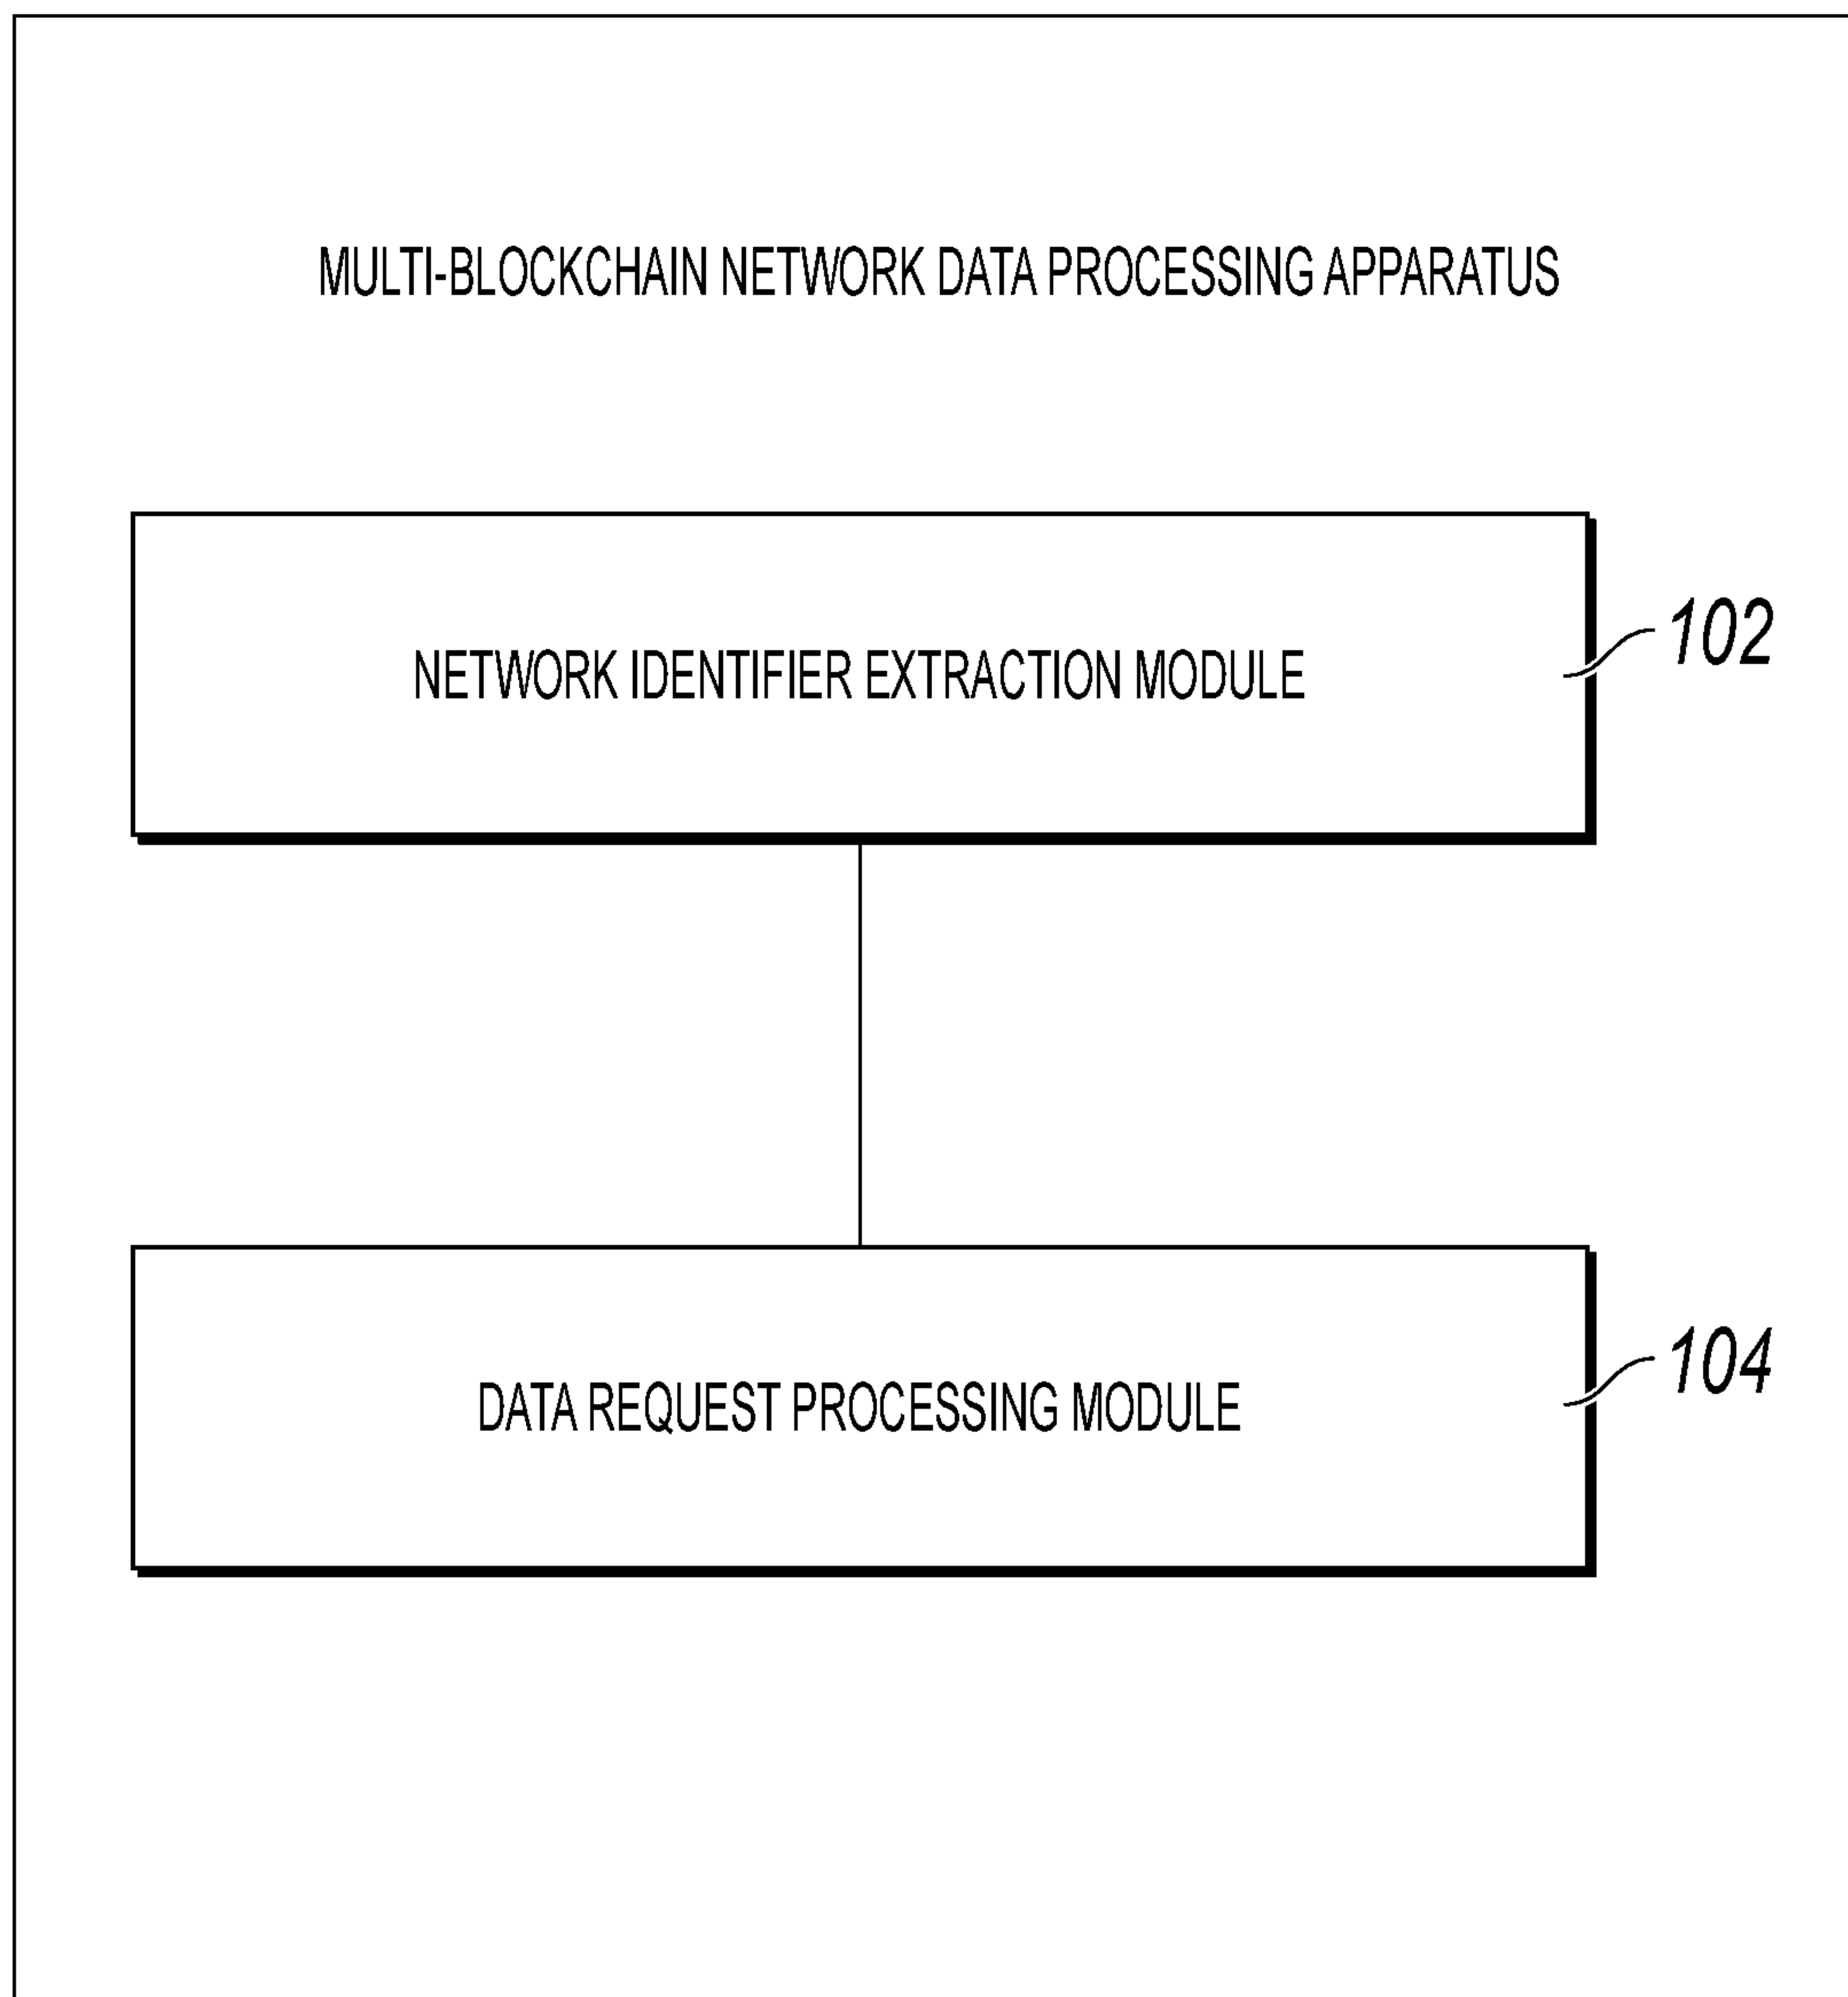 MULTI-BLOCKCHAIN NETWORK DATA PROCESSING APPARATUS
NETWORK IDENTIFIER EXTRACTION MODULE
102
DATA REQUEST PROCESSING MODULE
104